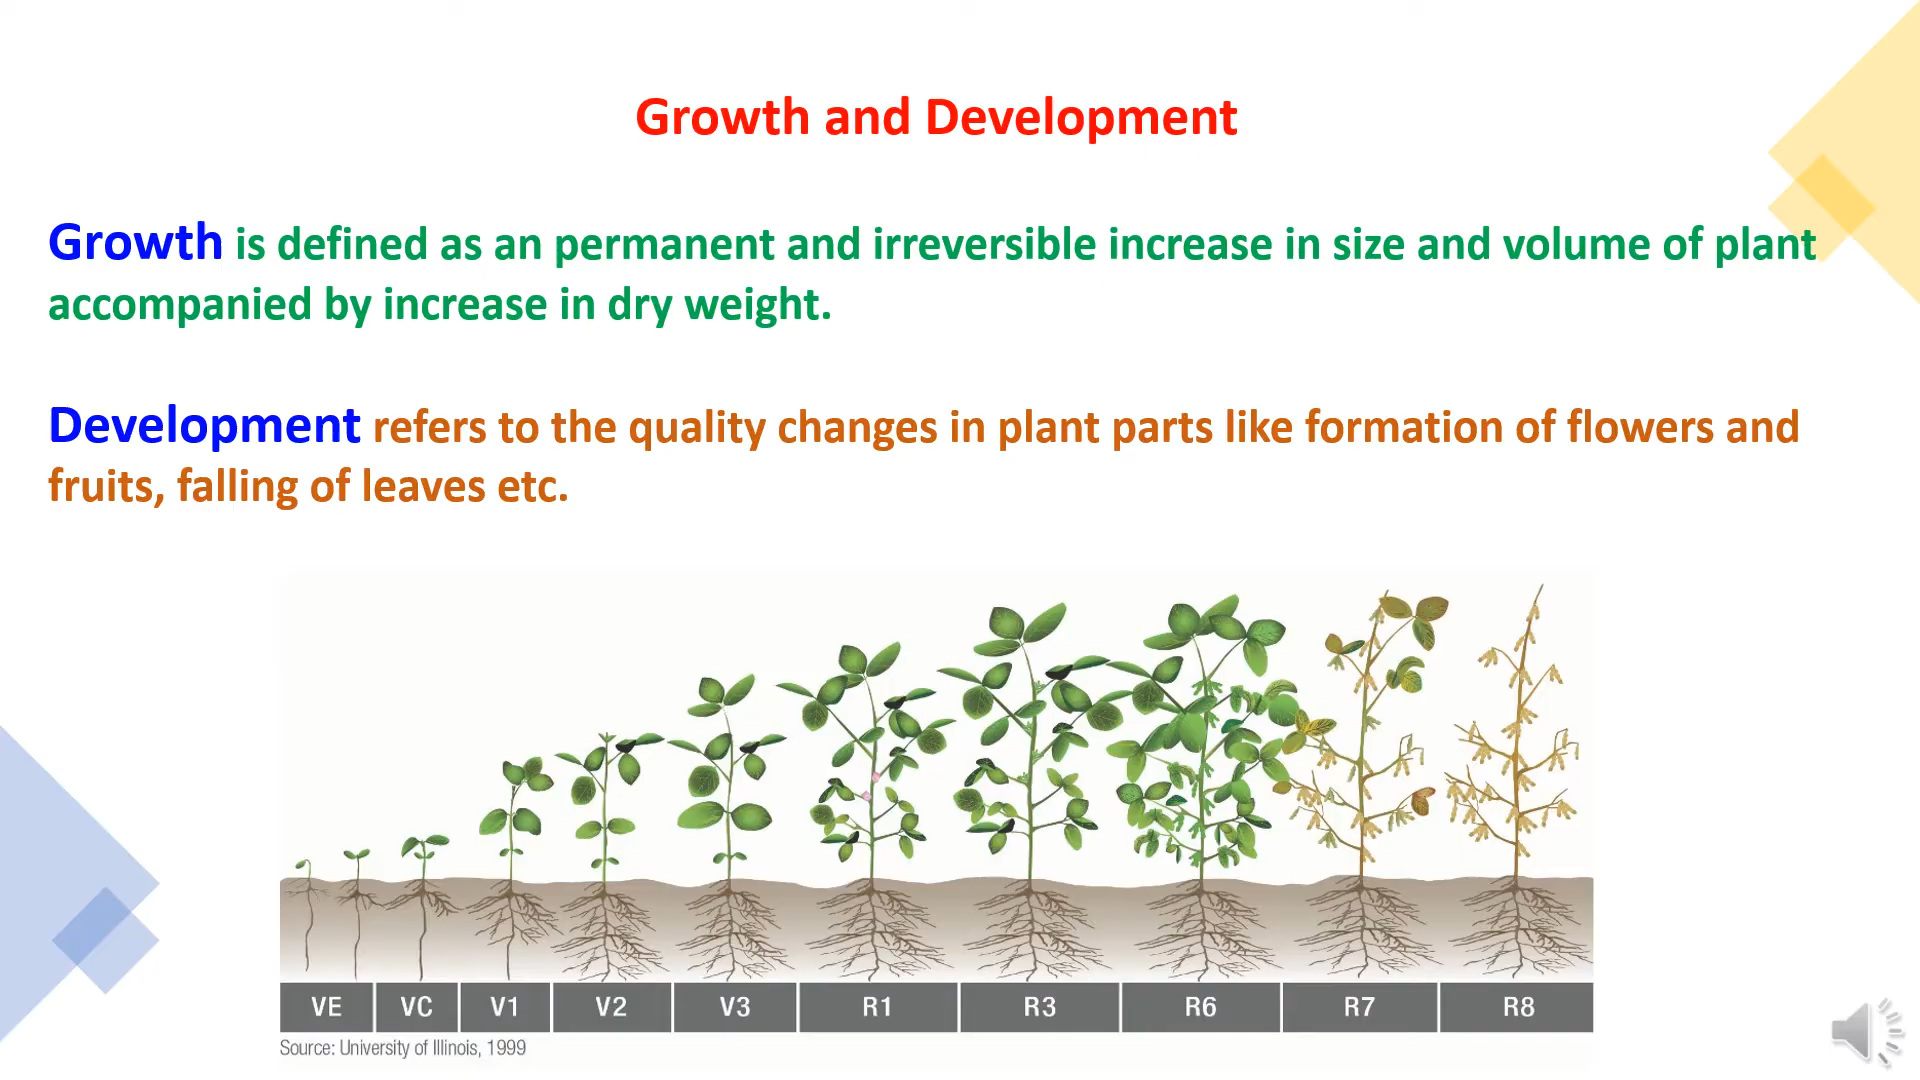 Growth and Development
Growth is defined as an permanent and irreversible increase in size and volume of plant
accompanied by increase in dry weight.
Development refers to the quality changes in plant parts like formation of flowers and
fruits, falling of leaves etc.
VE VC V1 V2 V3 R1 R3 R6 R7 R8
Source: University of Illinois, 1999